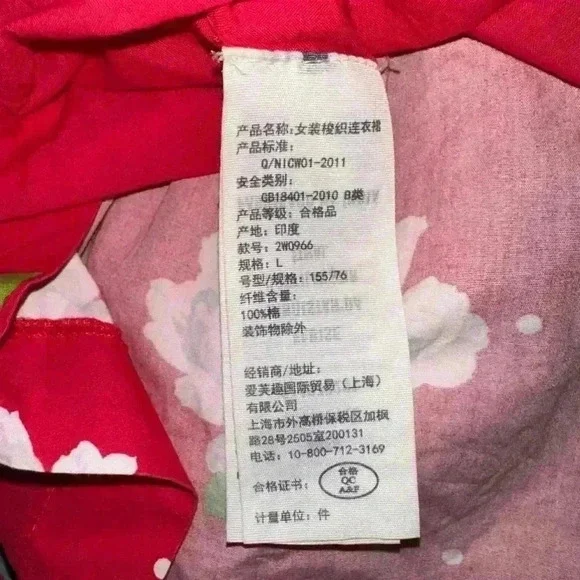 产品名称:女装梭织连衣裙
产品标准:
Q/NICW01-2011
安全类别:
GB18401-2010 B类
产品等级:合格品
产地:印度
款号:2W0966
规格:L
号型/规格:155/76
纤维含量:
100%棉
装饰物除外
经销商/地址:
爱芙趣国际贸易(上海)
有限公司
上海市外高桥保税区加枫
路28号2505室200131
电话:10-800-712-3169
合格证书:
合格
QC
A&F
计量单位:件